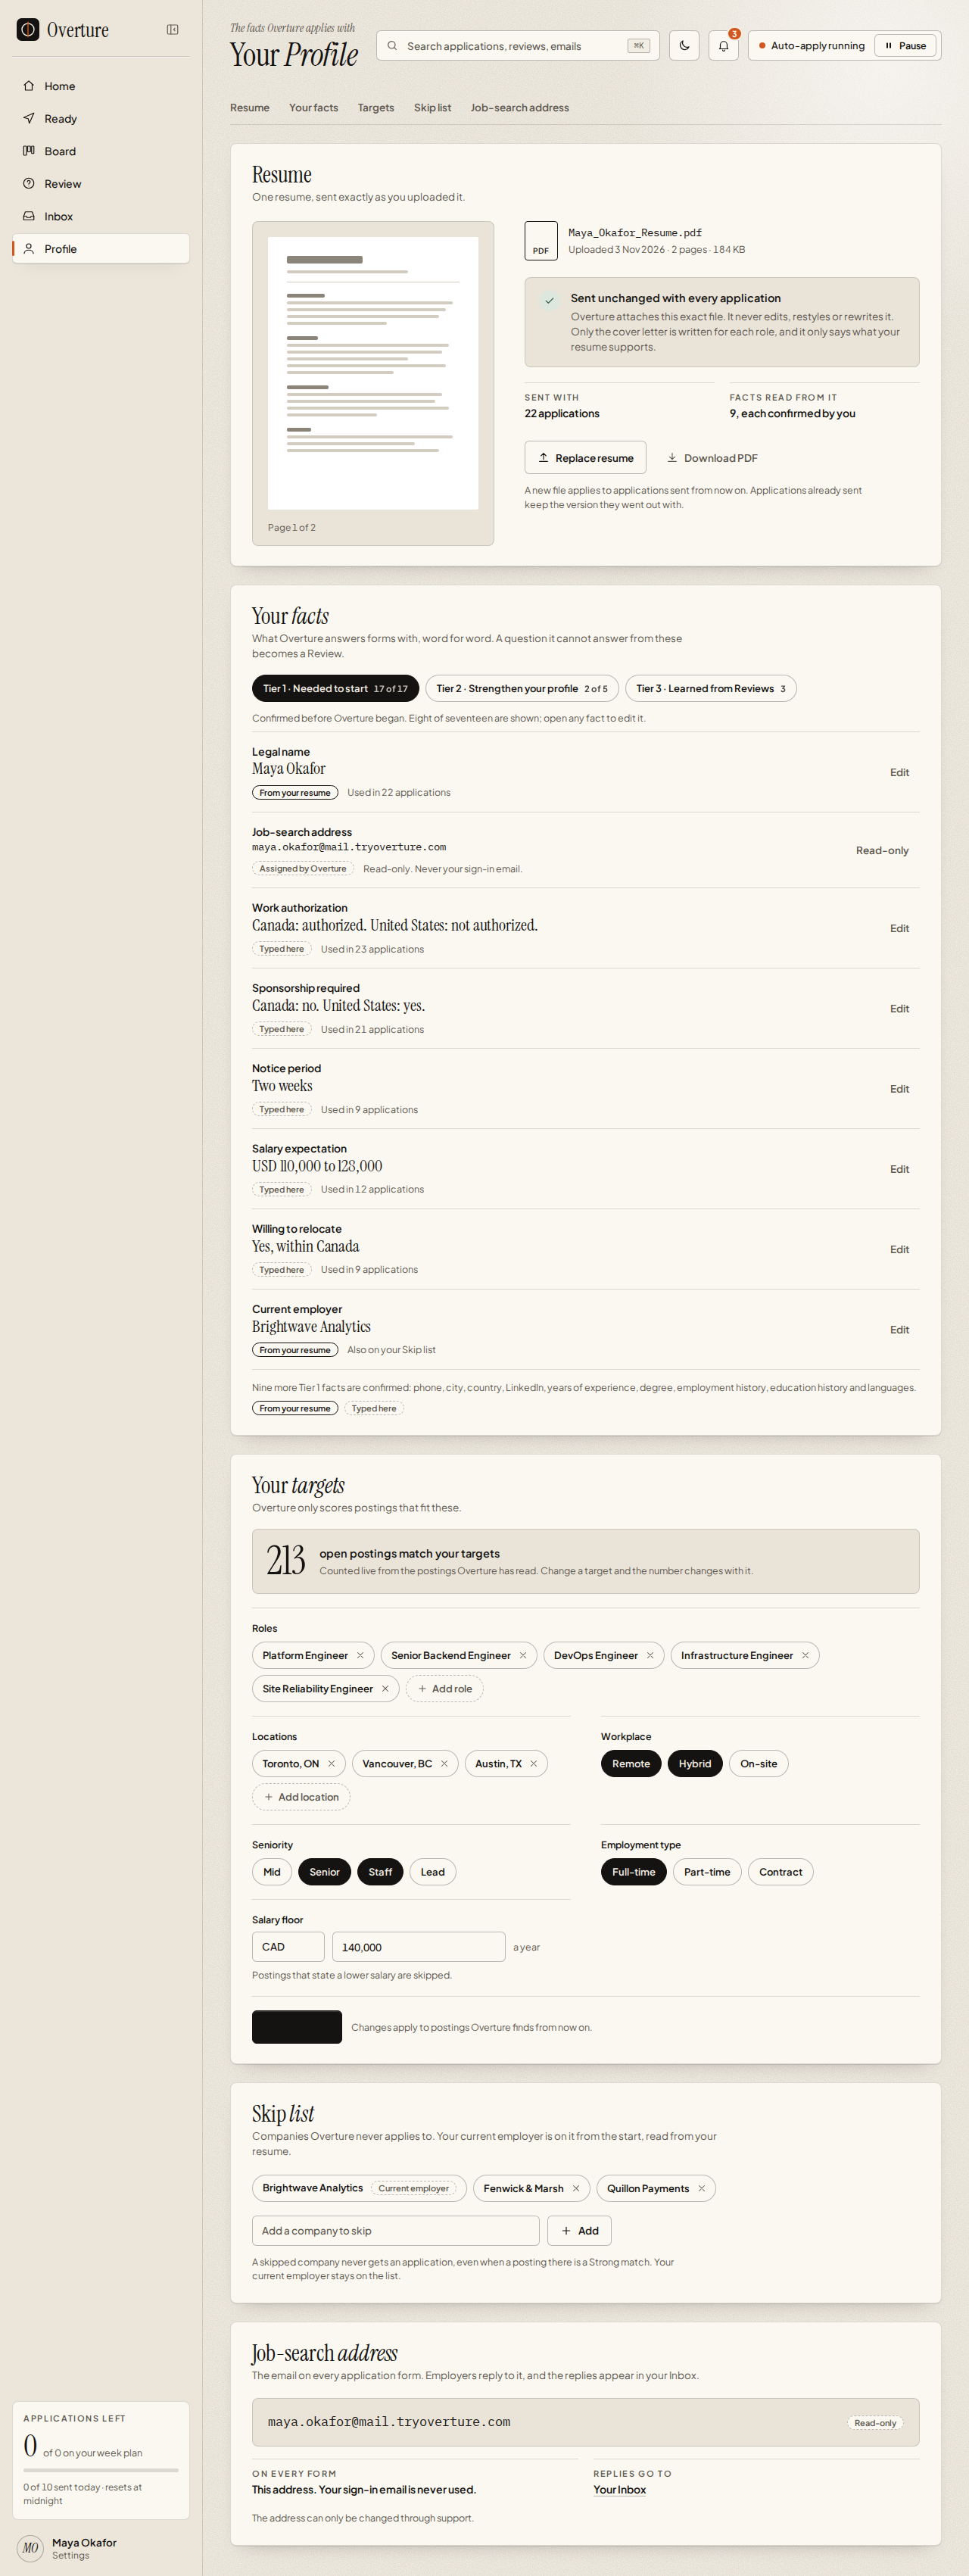 Overture
Home
Ready
Board
Review
Inbox
Profile
APPLICATIONS LEFT
0 of 0 on your week plan
0 of 10 sent today · resets at
midnight
MO
Maya Okafor
Settings
The facts Overture applies with
Your Profile
Search applications, reviews, emails
⌘K
3
Auto-apply running
Pause
Resume
Your facts
Targets
Skip list
Job-search address
Resume
One resume, sent exactly as you uploaded it.
Page 1 of 2
PDF
Maya_Okafor_Resume.pdf
Uploaded 3 Nov 2026 · 2 pages · 184 KB
Sent unchanged with every application
Overture attaches this exact file. It never edits, restyles or rewrites it.
Only the cover letter is written for each role, and it only says what your
resume supports.
SENT WITH
22 applications
FACTS READ FROM IT
9, each confirmed by you
Replace resume
Download PDF
A new file applies to applications sent from now on. Applications already sent
keep the version they went out with.
Your facts
What Overture answers forms with, word for word. A question it cannot answer from these
becomes a Review.
Tier 1 · Needed to start 17 of 17
Tier 2 · Strengthen your profile 2 of 5
Tier 3 · Learned from Reviews 3
Confirmed before Overture began. Eight of seventeen are shown; open any fact to edit it.
Legal name
Maya Okafor
From your resume
Used in 22 applications
Edit
Job-search address
maya.okafor@mail.tryoverture.com
Assigned by Overture
Read-only. Never your sign-in email.
Read-only
Work authorization
Canada: authorized. United States: not authorized.
Typed here
Used in 23 applications
Edit
Sponsorship required
Canada: no. United States: yes.
Typed here
Used in 21 applications
Edit
Notice period
Two weeks
Typed here
Used in 9 applications
Edit
Salary expectation
USD 110,000 to 128,000
Typed here
Used in 12 applications
Edit
Willing to relocate
Yes, within Canada
Typed here
Used in 9 applications
Edit
Current employer
Brightwave Analytics
From your resume
Also on your Skip list
Edit
Nine more Tier 1 facts are confirmed: phone, city, country, LinkedIn, years of experience, degree, employment history, education history and languages.
From your resume
Typed here
Your targets
Overture only scores postings that fit these.
213
open postings match your targets
Counted live from the postings Overture has read. Change a target and the number changes with it.
Roles
Platform Engineer
Senior Backend Engineer
DevOps Engineer
Infrastructure Engineer
Site Reliability Engineer
Add role
Locations
Toronto, ON
Vancouver, BC
Austin, TX
Add location
Workplace
Remote
Hybrid
On-site
Seniority
Mid
Senior
Staff
Lead
Employment type
Full-time
Part-time
Contract
Salary floor
CAD
140,000
a year
Postings that state a lower salary are skipped.
Changes apply to postings Overture finds from now on.
Skip list
Companies Overture never applies to. Your current employer is on it from the start, read from your
resume.
Brightwave Analytics
Current employer
Fenwick & Marsh
Quillon Payments
Add a company to skip
Add
A skipped company never gets an application, even when a posting there is a Strong match. Your
current employer stays on the list.
Job-search address
The email on every application form. Employers reply to it, and the replies appear in your Inbox.
maya.okafor@mail.tryoverture.com
Read-only
ON EVERY FORM
This address. Your sign-in email is never used.
REPLIES GO TO
Your Inbox
The address can only be changed through support.